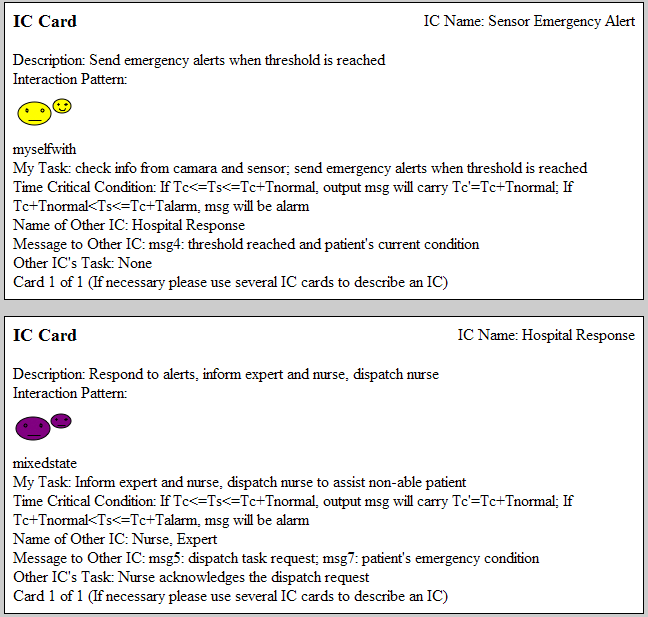 IC Card
IC Name: Sensor Emergency Alert
Description: Send emergency alerts when threshold is reached
Interaction Pattern:
myselfwith
My Task: check info from camara and sensor; send emergency alerts when threshold is reached
Time Critical Condition: If Tc<=Ts<=Tc+Tnormal, output msg will carry Tc'=Tc+Tnormal; If
Tc+Tnormal<Ts<=Tc+Talarm, msg will be alarm
Name of Other IC: Hospital Response
Message to Other IC: msg4: threshold reached and patient's current condition
Other IC's Task: None
Card 1 of 1 (If necessary please use several IC cards to describe an IC)
IC Card
IC Name: Hospital Response
Description: Respond to alerts, inform expert and nurse, dispatch nurse
Interaction Pattern:
mixedstate
My Task: Inform expert and nurse, dispatch nurse to assist non-able patient
Time Critical Condition: If Tc<=Ts<=Tc+Tnormal, output msg will carry Tc'=Tc+Tnormal; If
Tc+Tnormal<Ts<=Tc+Talarm, msg will be alarm
Name of Other IC: Nurse, Expert
Message to Other IC: msg5: dispatch task request; msg7: patient's emergency condition
Other IC's Task: Nurse acknowledges the dispatch request
Card 1 of 1 (If necessary please use several IC cards to describe an IC)